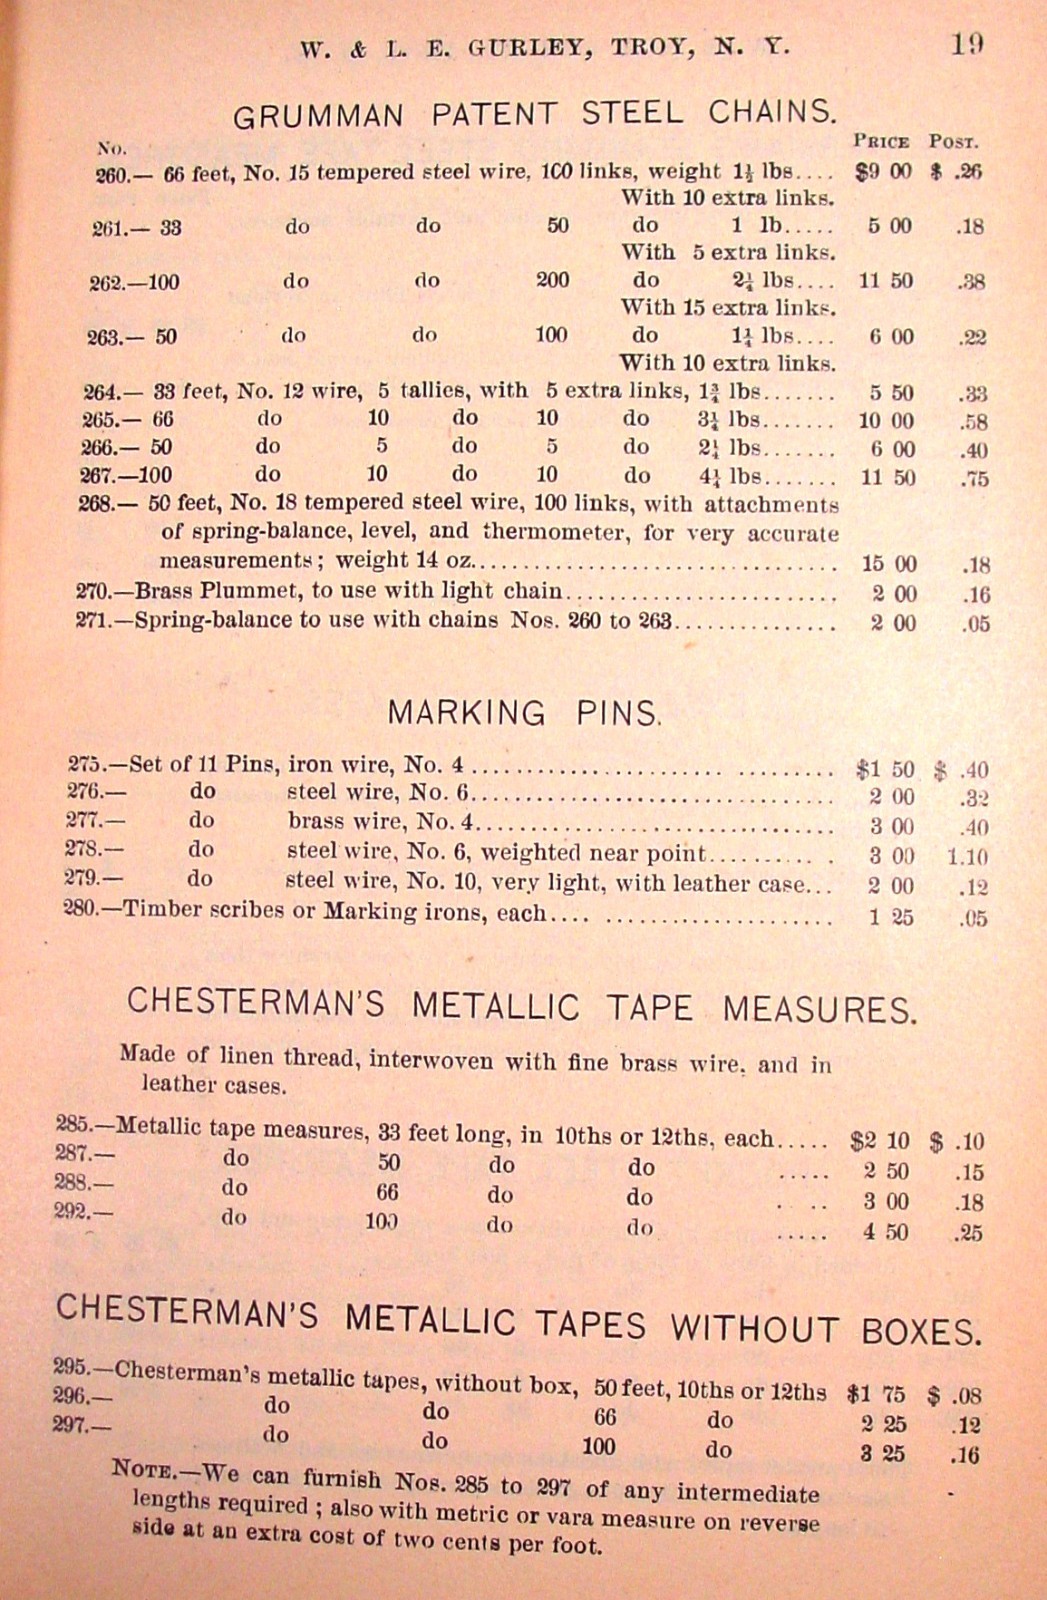 W. & L. E. GURLEY, TROY, N. Y. 19
GRUMMAN PATENT STEEL CHAINS.
No. PRICE POST.
260.— 66 feet, No. 15 tempered steel wire, 100 links, weight 1½ lbs.... $9 00 $ .26
With 10 extra links.
261.— 33 do do 50 do 1 lb..... 5 00 .18
With 5 extra links.
262.—100 do do 200 do 2¼ lbs.... 11 50 .38
With 15 extra links.
263.— 50 do do 100 do 1¼ lbs.... 6 00 .22
With 10 extra links.
264.— 33 feet, No. 12 wire, 5 tallies, with 5 extra links, 1¾ lbs....... 5 50 .33
265.— 66 do 10 do 10 do 3¼ lbs....... 10 00 .58
266.— 50 do 5 do 5 do 2¼ lbs....... 6 00 .40
267.—100 do 10 do 10 do 4¼ lbs....... 11 50 .75
268.— 50 feet, No. 18 tempered steel wire, 100 links, with attachments
of spring-balance, level, and thermometer, for very accurate
measurements; weight 14 oz.................................. 15 00 .18
270.—Brass Plummet, to use with light chain......................... 2 00 .16
271.—Spring-balance to use with chains Nos. 260 to 263............... 2 00 .05
MARKING PINS.
275.—Set of 11 Pins, iron wire, No. 4 .................................. $1 50 $ .40
276.— do steel wire, No. 6.................................. 2 00 .32
277.— do brass wire, No. 4.................................. 3 00 .40
278.— do steel wire, No. 6, weighted near point........... . 3 00 1.10
279.— do steel wire, No. 10, very light, with leather case... 2 00 .12
280.—Timber scribes or Marking irons, each.... ...................... 1 25 .05
CHESTERMAN'S METALLIC TAPE MEASURES.
Made of linen thread, interwoven with fine brass wire, and in
leather cases.
285.—Metallic tape measures, 33 feet long, in 10ths or 12ths, each..... $2 10 $ .10
287.— do 50 do do ..... 2 50 .15
288.— do 66 do do . .. 3 00 .18
292.— do 100 do do ..... 4 50 .25
CHESTERMAN'S METALLIC TAPES WITHOUT BOXES.
295.—Chesterman's metallic tapes, without box, 50 feet, 10ths or 12ths $1 75 $ .08
296.— do do 66 do 2 25 .12
297.— do do 100 do 3 25 .16
NOTE.—We can furnish Nos. 285 to 297 of any intermediate
lengths required; also with metric or vara measure on reverse
side at an extra cost of two cents per foot.